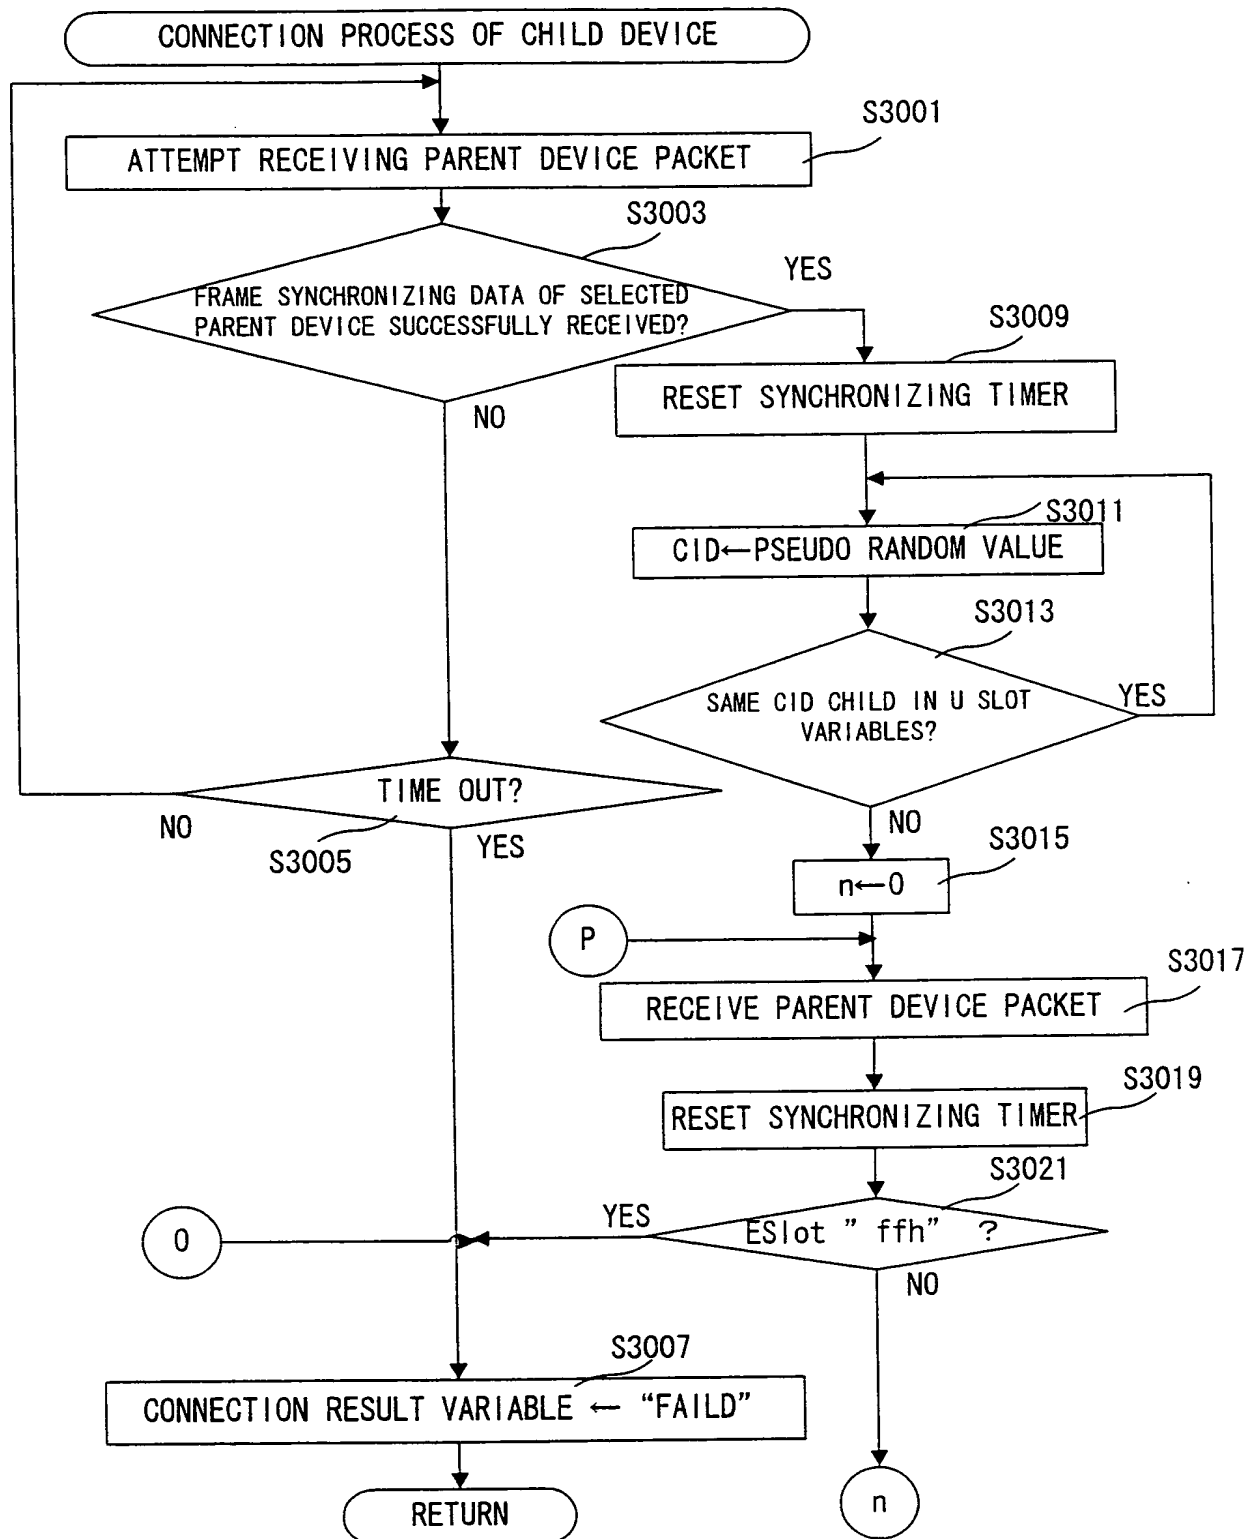 CONNECTION PROCESS OF CHILD DEVICE
S3001
ATTEMPT RECEIVING PARENT DEVICE PACKET
S3003
YES
FRAME SYNCHRONIZING DATA OF SELECTED
PARENT DEVICE SUCCESSFULLY RECEIVED?
NO
S3009
RESET SYNCHRONIZING TIMER
S3011
CID←PSEUDO RANDOM VALUE
S3013
SAME CID CHILD IN U SLOT
VARIABLES?
YES
NO
TIME OUT?
NO
YES
S3005
S3015
n←0
P
S3017
RECEIVE PARENT DEVICE PACKET
S3019
RESET SYNCHRONIZING TIMER
S3021
YES
ESlot ” ffh” ?
NO
O
S3007
CONNECTION RESULT VARIABLE ← “FAILD”
RETURN
n